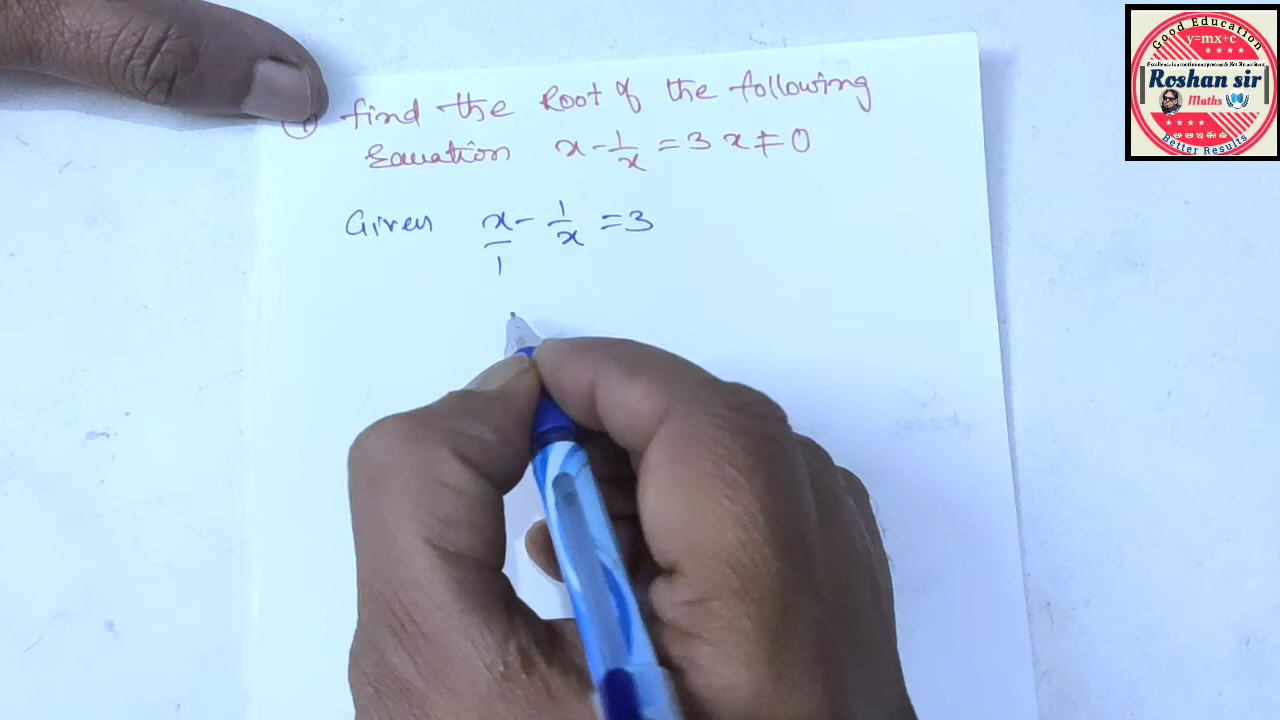 find the Root of the following
Equation x - 1/x = 3 x ≠ 0
Given x/1 - 1/x = 3
Good Education
y=mx+c
Roshan sir
Maths
Better Results